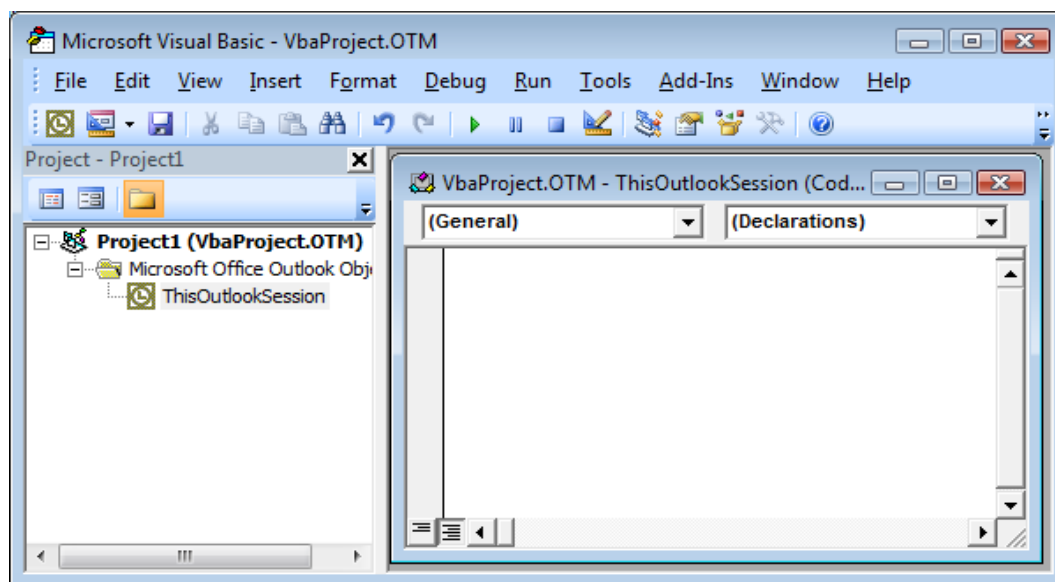 Microsoft Visual Basic - VbaProject.OTM
File Edit View Insert Format Debug Run Tools Add-Ins Window Help
Project - Project1
VbaProject.OTM - ThisOutlookSession (Cod...
(General) (Declarations)
Project1 (VbaProject.OTM)
Microsoft Office Outlook Obj
ThisOutlookSession